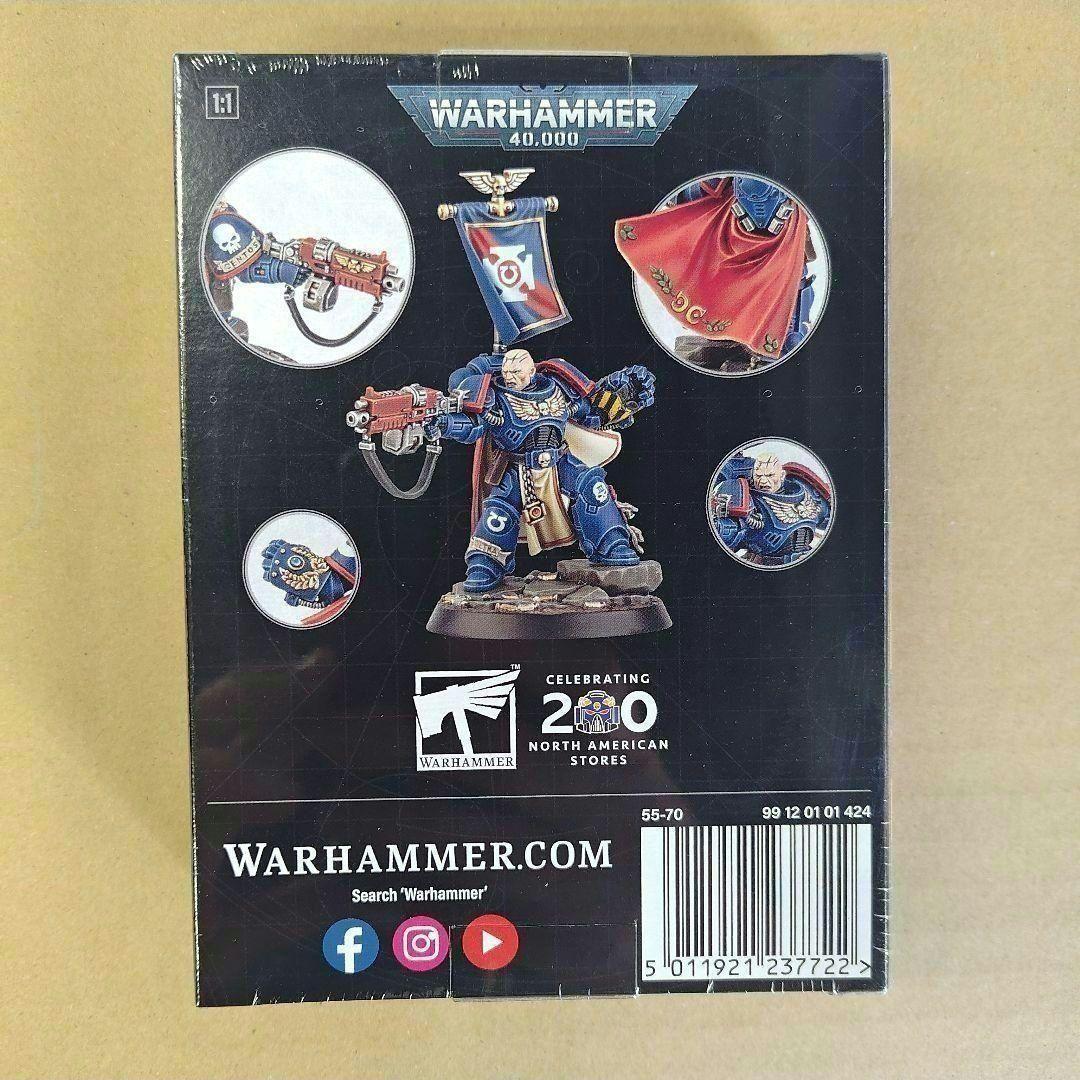 1:1
WARHAMMER
40,000
CELEBRATING
200
NORTH AMERICAN
STORES
WARHAMMER
™
55-70
99 12 01 01 424
WARHAMMER.COM
Search 'Warhammer'
5 011921 237722 >